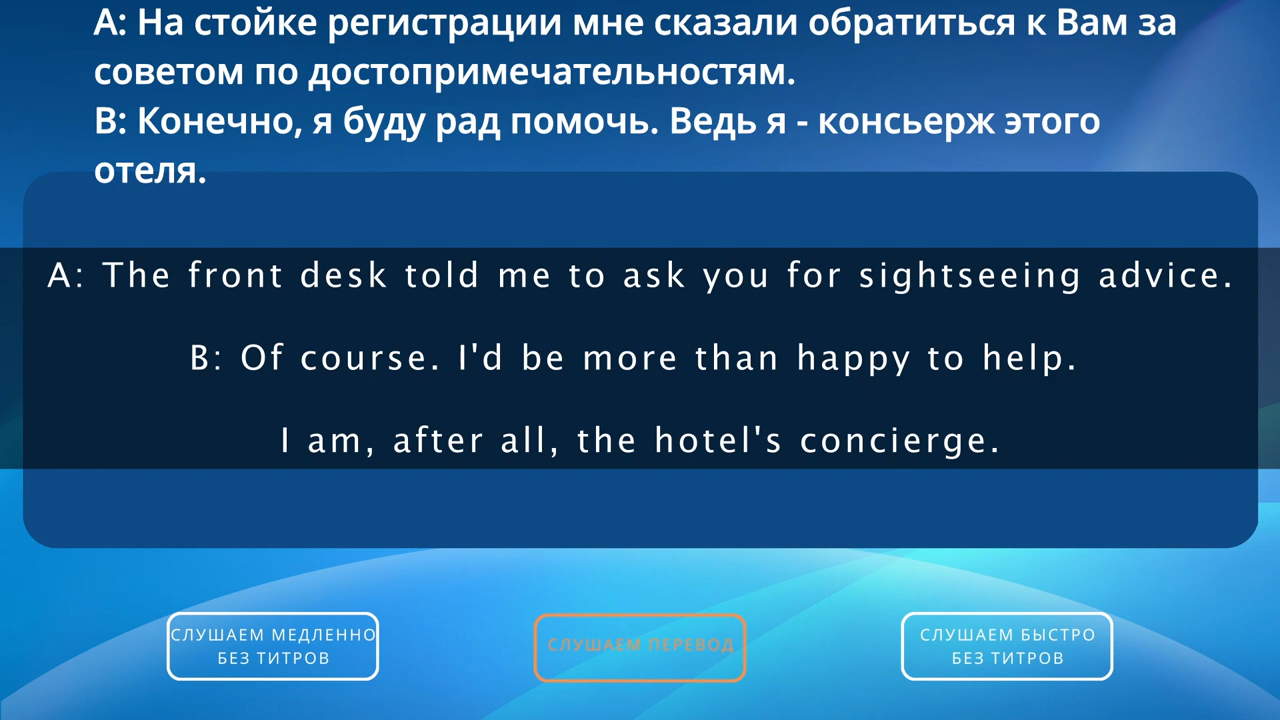 A: На стойке регистрации мне сказали обратиться к Вам за
советом по достопримечательностям.
B: Конечно, я буду рад помочь. Ведь я - консьерж этого
отеля.
A: The front desk told me to ask you for sightseeing advice.
B: Of course. I'd be more than happy to help.
I am, after all, the hotel's concierge.
СЛУШАЕМ МЕДЛЕННО
БЕЗ ТИТРОВ
СЛУШАЕМ ПЕРЕВОД
СЛУШАЕМ БЫСТРО
БЕЗ ТИТРОВ